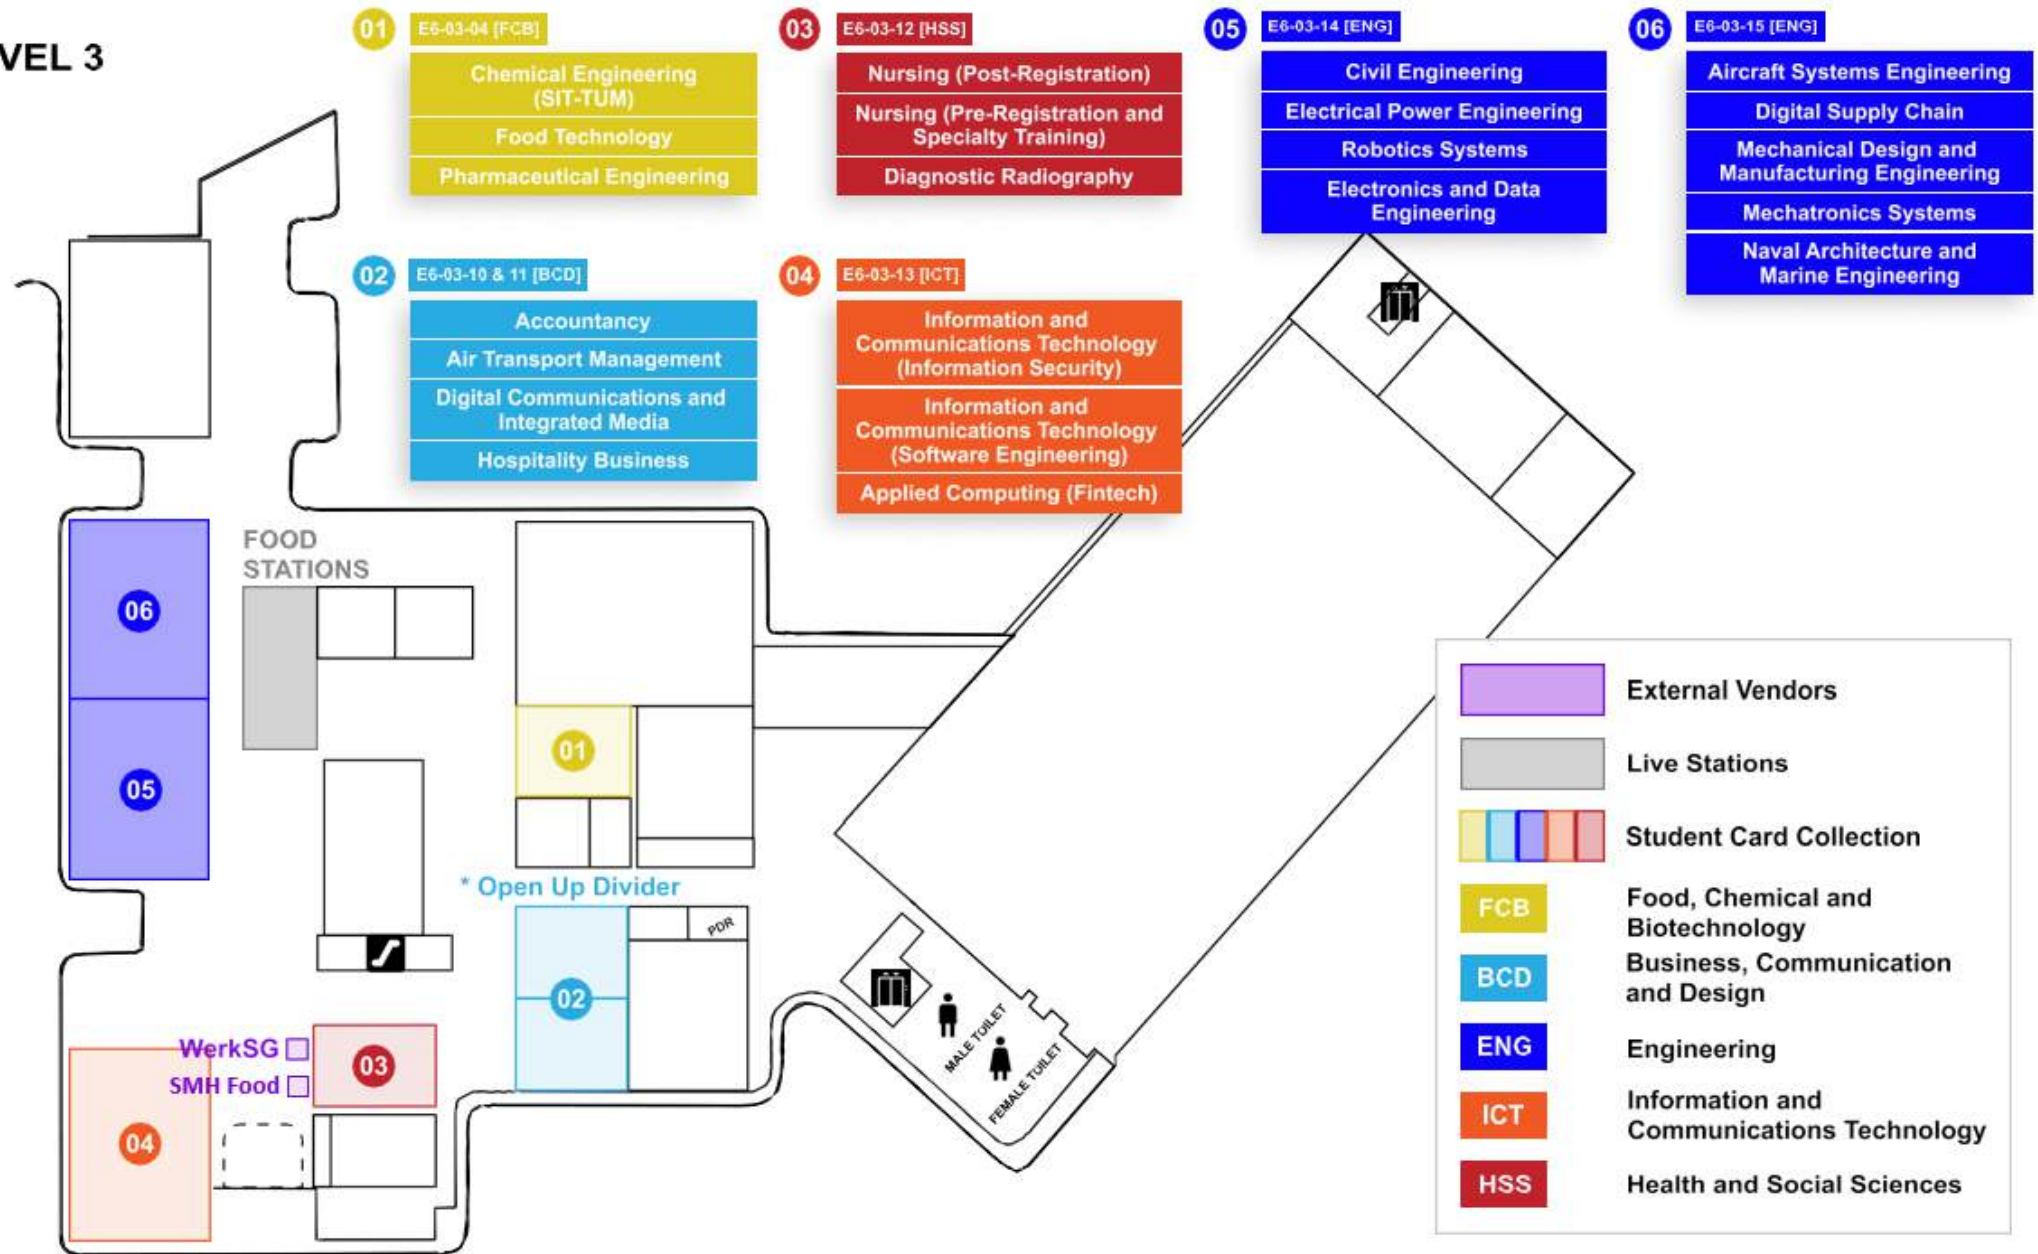 VEL 3
01
E6-03-04 [FCB]
Chemical Engineering
(SIT-TUM)
Food Technology
Pharmaceutical Engineering
03
E6-03-12 [HSS]
Nursing (Post-Registration)
Nursing (Pre-Registration and
Specialty Training)
Diagnostic Radiography
05
E6-03-14 [ENG]
Civil Engineering
Electrical Power Engineering
Robotics Systems
Electronics and Data
Engineering
06
E6-03-15 [ENG]
Aircraft Systems Engineering
Digital Supply Chain
Mechanical Design and
Manufacturing Engineering
Mechatronics Systems
Naval Architecture and
Marine Engineering
02
E6-03-10 & 11 [BCD]
Accountancy
Air Transport Management
Digital Communications and
Integrated Media
Hospitality Business
04
E6-03-13 [ICT]
Information and
Communications Technology
(Information Security)
Information and
Communications Technology
(Software Engineering)
Applied Computing (Fintech)
FOOD
STATIONS
06
01
05
* Open Up Divider
PDR
02
WerkSG
SMH Food
03
04
MALE TOILET
FEMALE TOILET
External Vendors
Live Stations
Student Card Collection
FCB
Food, Chemical and
Biotechnology
BCD
Business, Communication
and Design
ENG
Engineering
ICT
Information and
Communications Technology
HSS
Health and Social Sciences